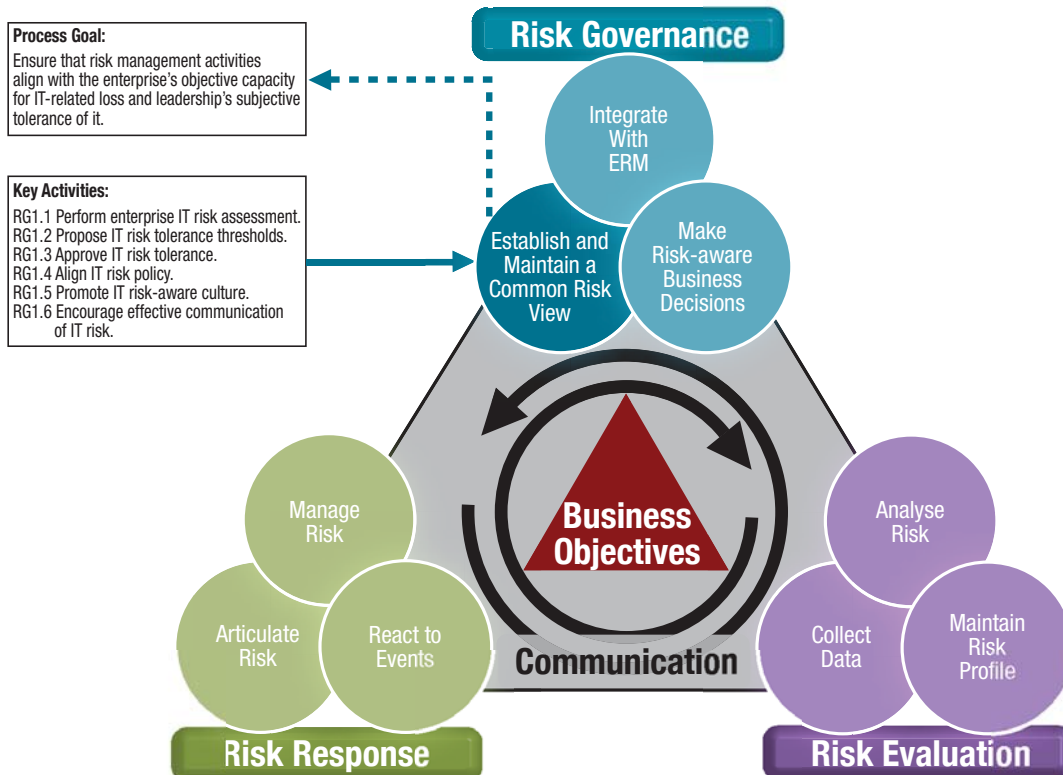 Process Goal:
Ensure that risk management activities
align with the enterprise's objective capacity
for IT-related loss and leadership's subjective
tolerance of it.
Key Activities:
RG1.1 Perform enterprise IT risk assessment.
RG1.2 Propose IT risk tolerance thresholds.
RG1.3 Approve IT risk tolerance.
RG1.4 Align IT risk policy.
RG1.5 Promote IT risk-aware culture.
RG1.6 Encourage effective communication
of IT risk.
Risk Governance
Integrate
With
ERM
Establish and
Maintain a
Common Risk
View
Make
Risk-aware
Business
Decisions
Business
Objectives
Communication
Manage
Risk
Articulate
Risk
React to
Events
Risk Response
Analyse
Risk
Collect
Data
Maintain
Risk
Profile
Risk Evaluation